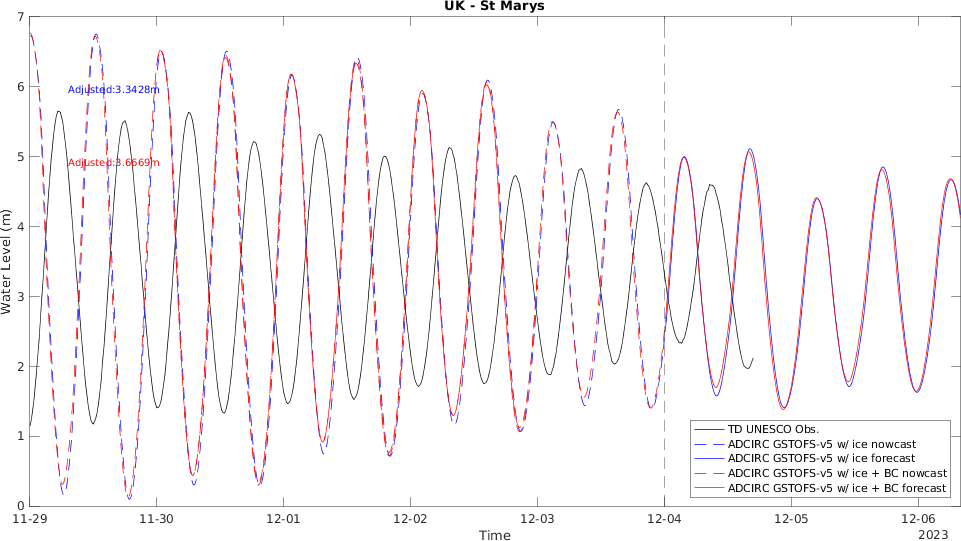 UK - St Marys
7
6
5
4
3
2
1
0
Water Level (m)
Adjusted:3.3428m
Adjusted:3.6669m
TD UNESCO Obs.
ADCIRC GSTOFS-v5 w/ ice nowcast
ADCIRC GSTOFS-v5 w/ ice forecast
ADCIRC GSTOFS-v5 w/ ice + BC nowcast
ADCIRC GSTOFS-v5 w/ ice + BC forecast
11-29 11-30 12-01 12-02 12-03 12-04 12-05 12-06
Time
2023